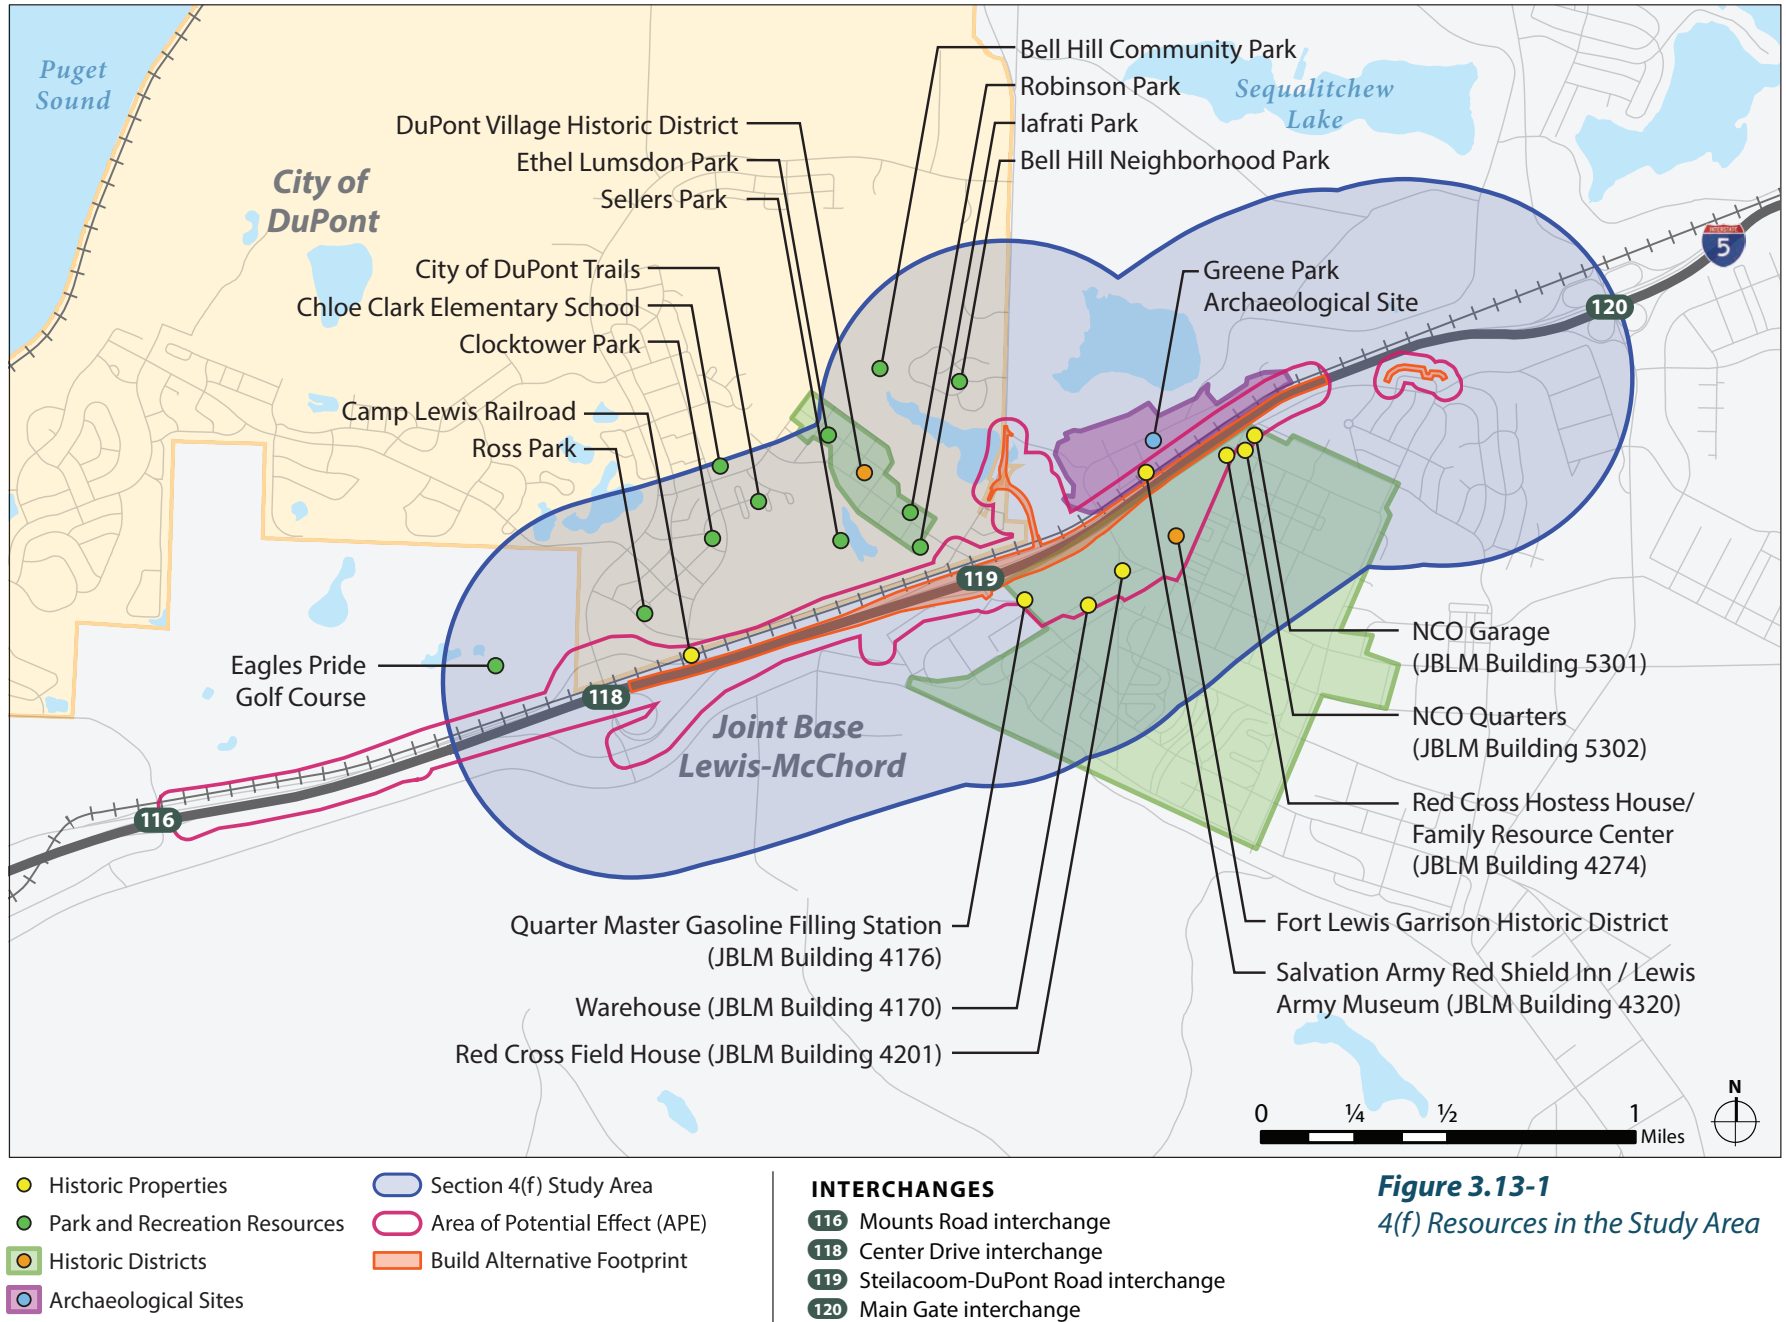 Puget
Sound
City of
DuPont
Bell Hill Community Park
Robinson Park
Iafrati Park
Bell Hill Neighborhood Park
Sequalitchew
Lake
DuPont Village Historic District
Ethel Lumsdon Park
Sellers Park
City of DuPont Trails
Chloe Clark Elementary School
Clocktower Park
Camp Lewis Railroad
Ross Park
Greene Park
Archaeological Site
INTERSTATE
5
120
119
118
116
Eagles Pride
Golf Course
Joint Base
Lewis-McChord
NCO Garage
(JBLM Building 5301)
NCO Quarters
(JBLM Building 5302)
Red Cross Hostess House/
Family Resource Center
(JBLM Building 4274)
Fort Lewis Garrison Historic District
Salvation Army Red Shield Inn / Lewis
Army Museum (JBLM Building 4320)
Quarter Master Gasoline Filling Station
(JBLM Building 4176)
Warehouse (JBLM Building 4170)
Red Cross Field House (JBLM Building 4201)
N
0 ¼ ½ 1
Miles
Historic Properties
Park and Recreation Resources
Historic Districts
Archaeological Sites
Section 4(f) Study Area
Area of Potential Effect (APE)
Build Alternative Footprint
INTERCHANGES
116 Mounts Road interchange
118 Center Drive interchange
119 Steilacoom-DuPont Road interchange
120 Main Gate interchange
Figure 3.13-1
4(f) Resources in the Study Area